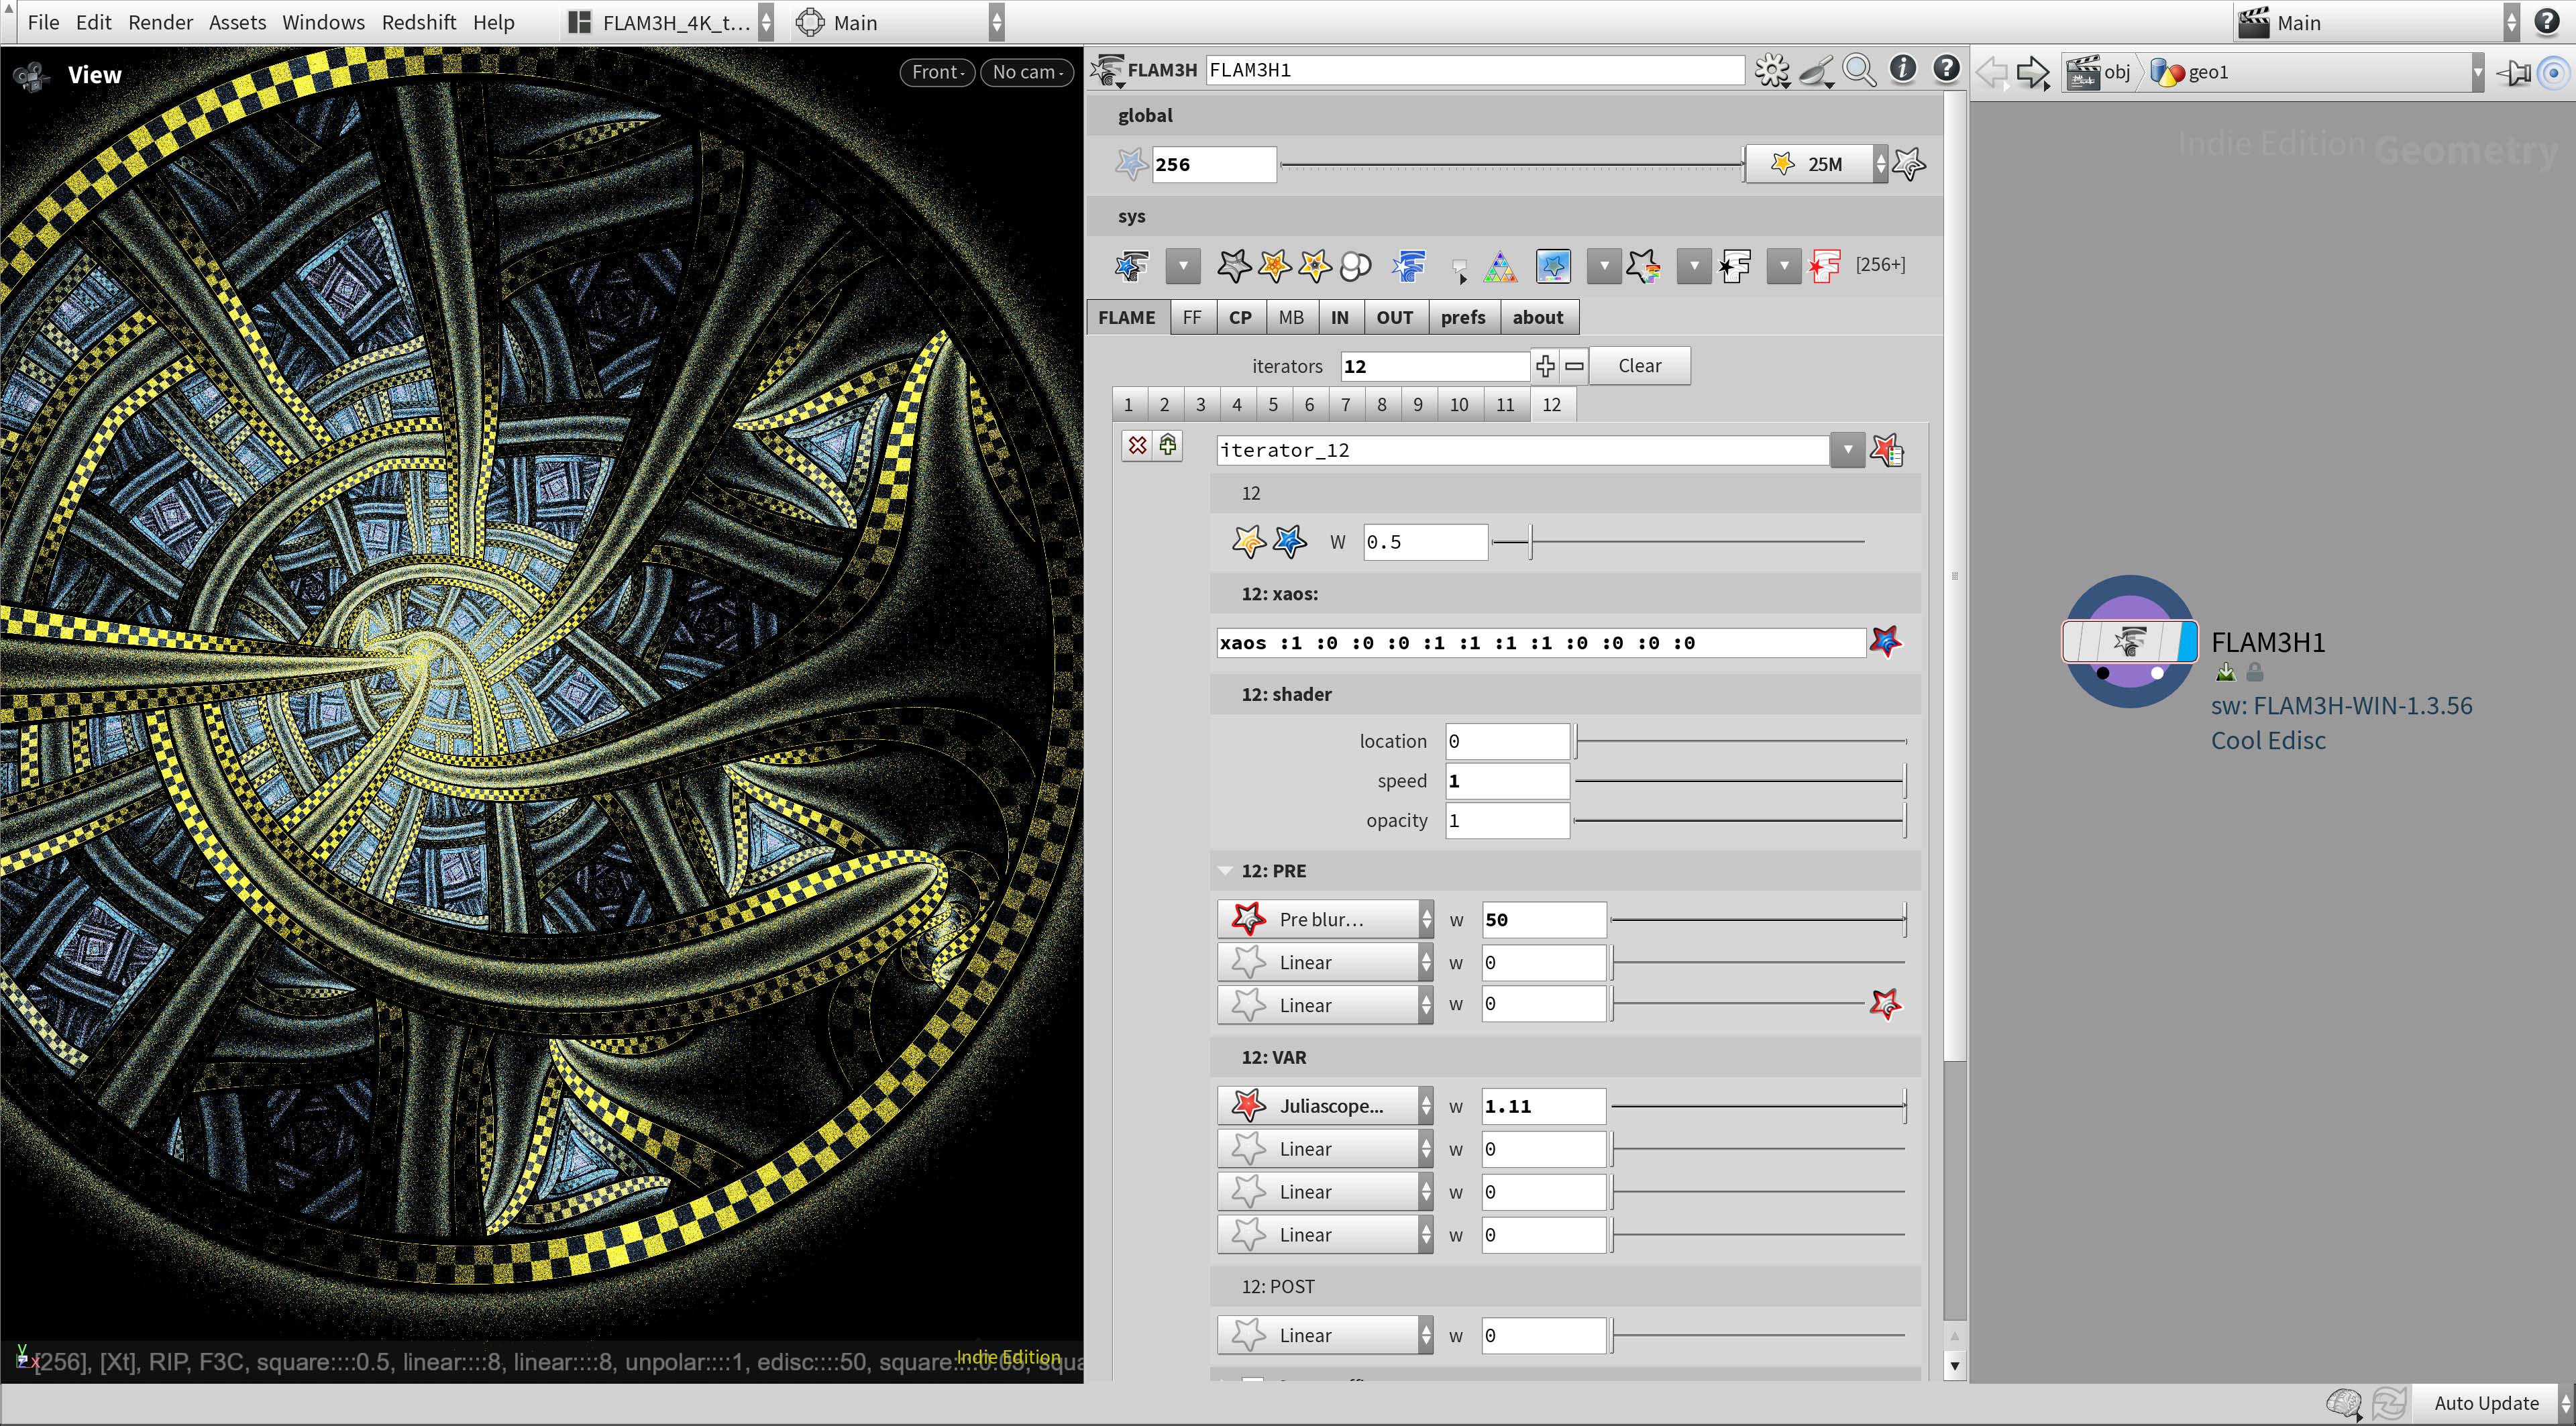 File Edit Render Assets Windows Redshift Help FLAM3H_4K_t... Main Main
View Front No cam
FLAM3H FLAM3H1
obj geo1
Indie Edition Geometry
global
256 25M
sys
[256+]
FLAME FF CP MB IN OUT prefs about
iterators 12 Clear
1 2 3 4 5 6 7 8 9 10 11 12
iterator_12
12
W 0.5
12: xaos:
xaos :1 :0 :0 :0 :1 :1 :1 :1 :0 :0 :0 :0
12: shader
location 0
speed 1
opacity 1
12: PRE
Pre blur... w 50
Linear w 0
Linear w 0
12: VAR
Juliascope... w 1.11
Linear w 0
Linear w 0
Linear w 0
12: POST
Linear w 0
FLAM3H1
sw: FLAM3H-WIN-1.3.56
Cool Edisc
[256], [Xt], RIP, F3C, square::::0.5, linear::::8, linear::::8, unpolar::::1, edisc::::50, square::::0.05, squa
Indie Edition
Auto Update